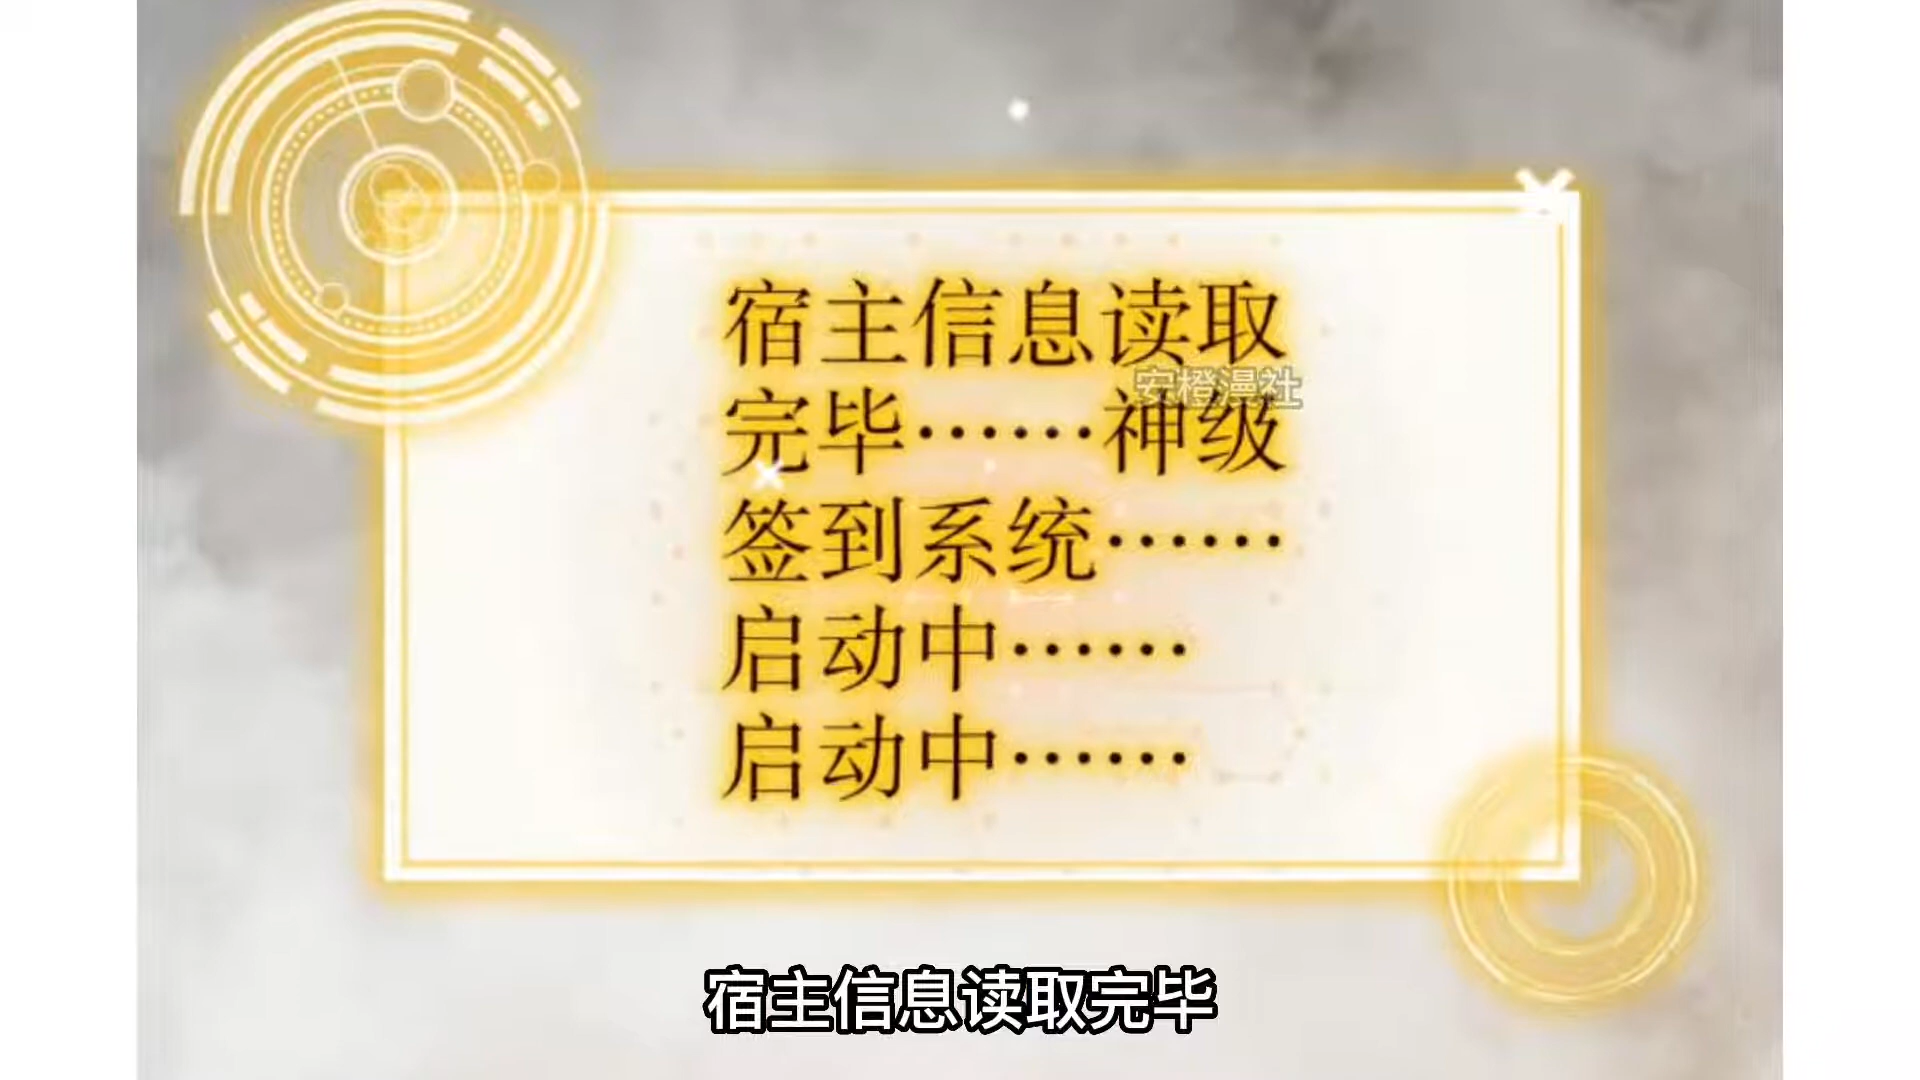 宿主信息读取
安橙漫社
完毕……神级
签到系统……
启动中……
启动中……
宿主信息读取完毕